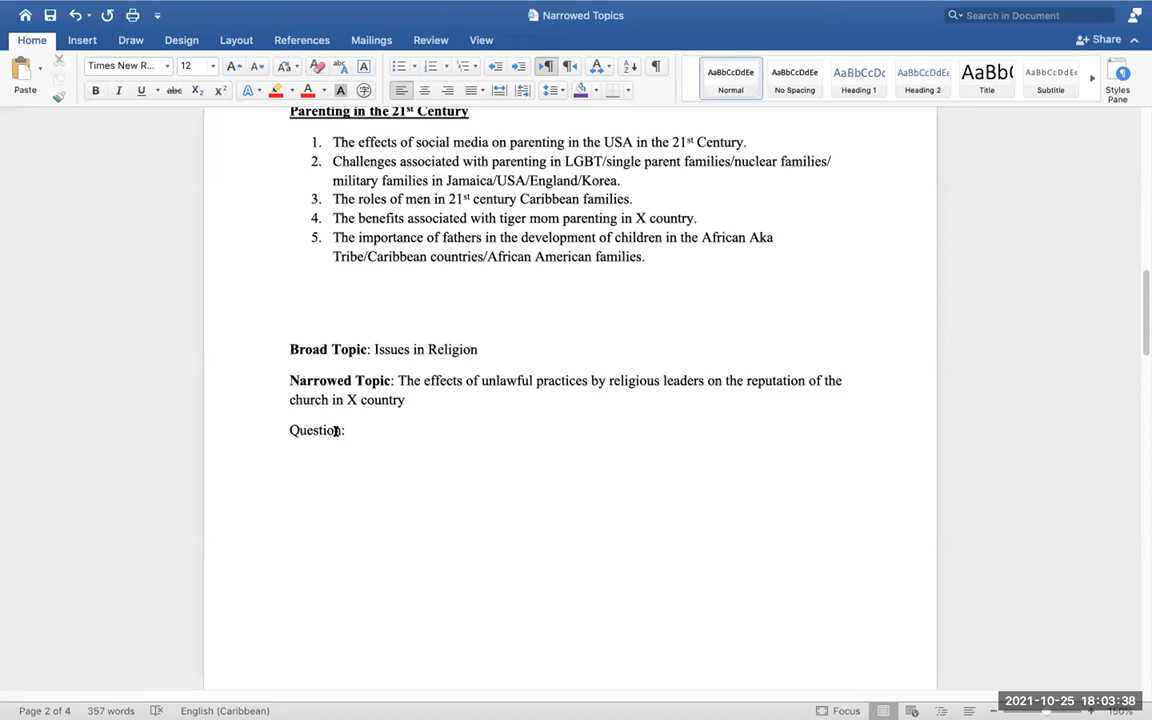 Narrowed Topics
Search in Document
Home Insert Draw Design Layout References Mailings Review View Share
Paste
Times New R... 12
AaBbCcDdEe AaBbCcDdEe AaBbCcDc AaBbCcDdEe AaBb( AaBbCcDdEe
Normal No Spacing Heading 1 Heading 2 Title Subtitle Styles Pane
Parenting in the 21st Century
1. The effects of social media on parenting in the USA in the 21st Century.
2. Challenges associated with parenting in LGBT/single parent families/nuclear families/
military families in Jamaica/USA/England/Korea.
3. The roles of men in 21st century Caribbean families.
4. The benefits associated with tiger mom parenting in X country.
5. The importance of fathers in the development of children in the African Aka
Tribe/Caribbean countries/African American families.
Broad Topic: Issues in Religion
Narrowed Topic: The effects of unlawful practices by religious leaders on the reputation of the
church in X country
Question:
2021-10-25 18:03:38
Page 2 of 4 357 words English (Caribbean) Focus 150%